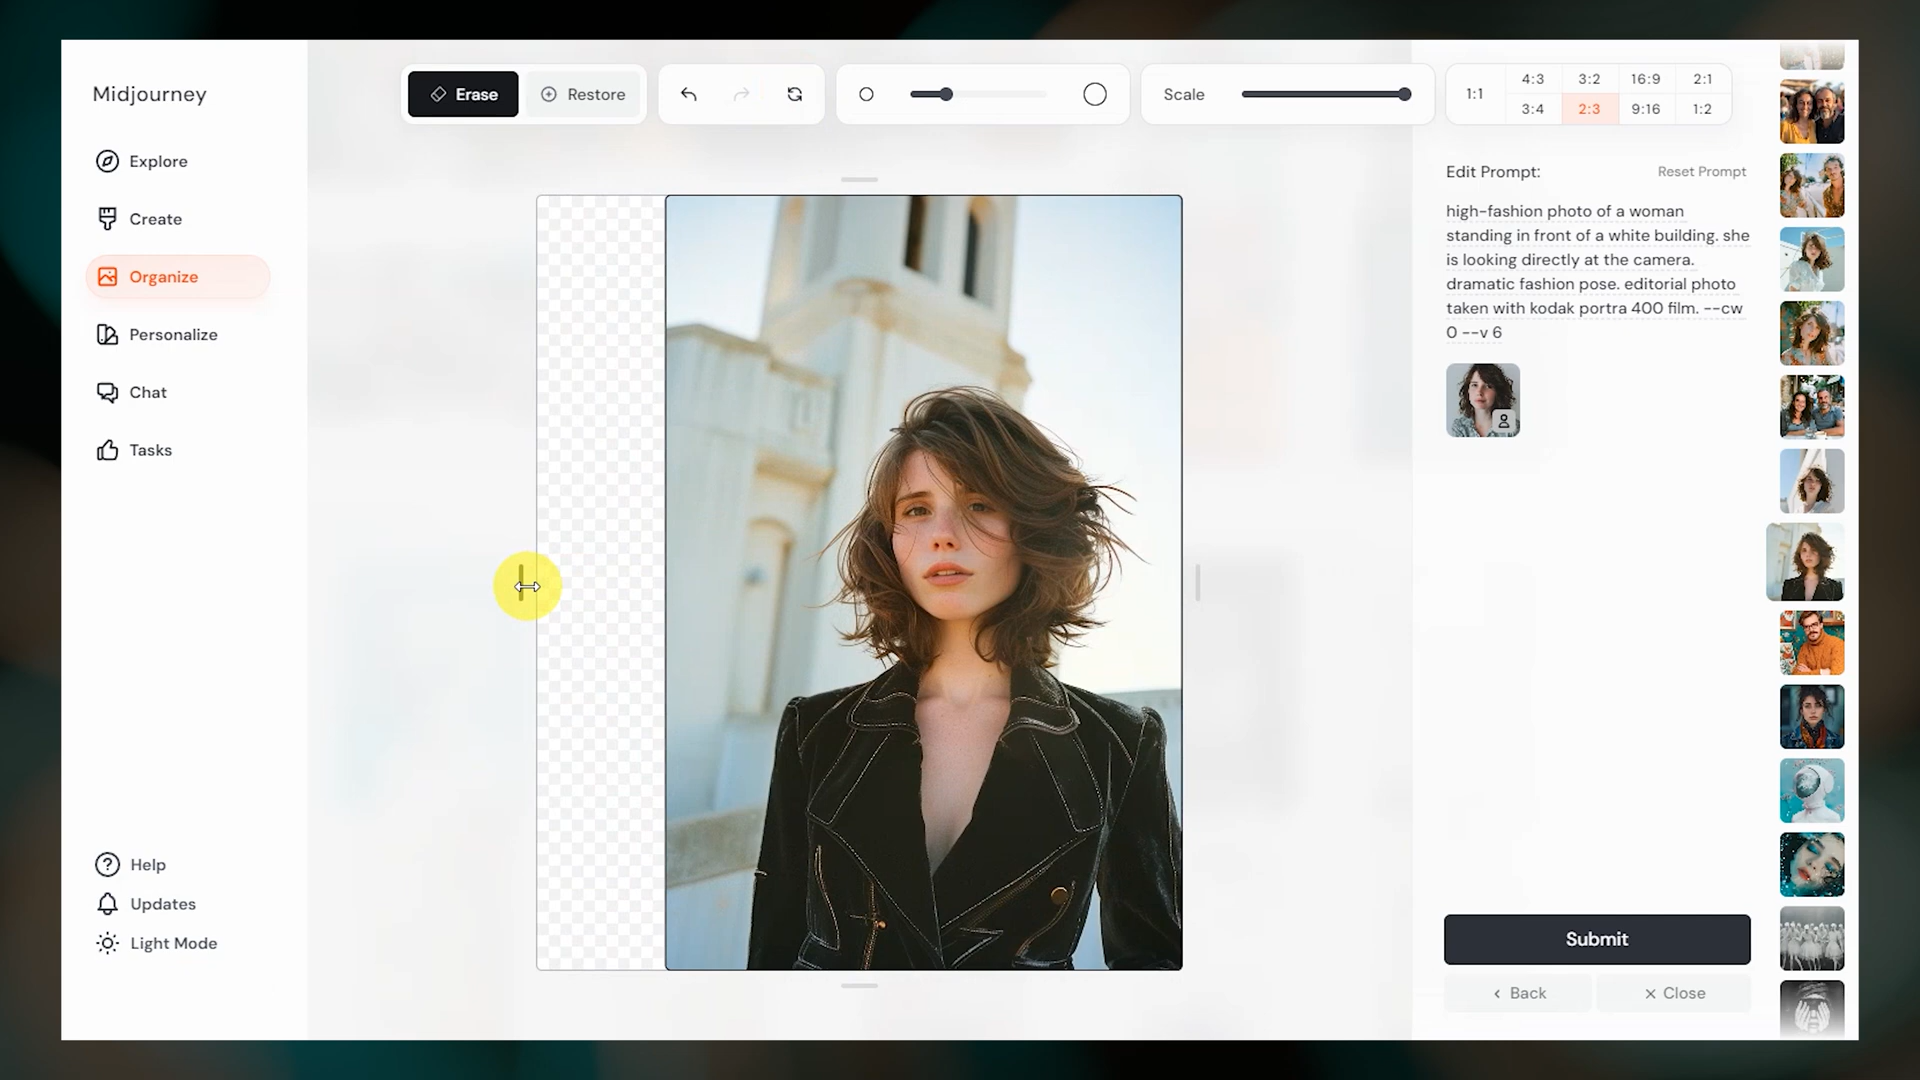 Midjourney
Explore
Create
Organize
Personalize
Chat
Tasks
Help
Updates
Light Mode
Erase
Restore
Scale
1:1
4:3 3:2 16:9 2:1
3:4 2:3 9:16 1:2
Edit Prompt:
Reset Prompt
high-fashion photo of a woman
standing in front of a white building. she
is looking directly at the camera.
dramatic fashion pose. editorial photo
taken with kodak portra 400 film. --cw
0 --v 6
Submit
Back
Close